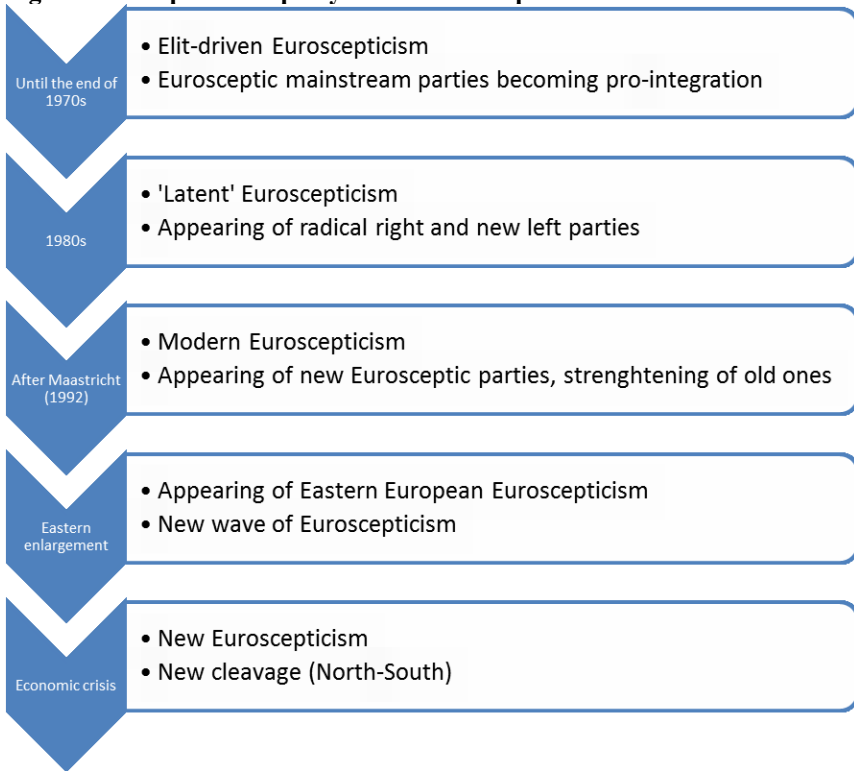 Until the end of
1970s
• Elit-driven Euroscepticism
• Eurosceptic mainstream parties becoming pro-integration
1980s
• 'Latent' Euroscepticism
• Appearing of radical right and new left parties
After Maastricht
(1992)
• Modern Euroscepticism
• Appearing of new Eurosceptic parties, strenghtening of old ones
Eastern
enlargement
• Appearing of Eastern European Euroscepticism
• New wave of Euroscepticism
Economic crisis
• New Euroscepticism
• New cleavage (North-South)